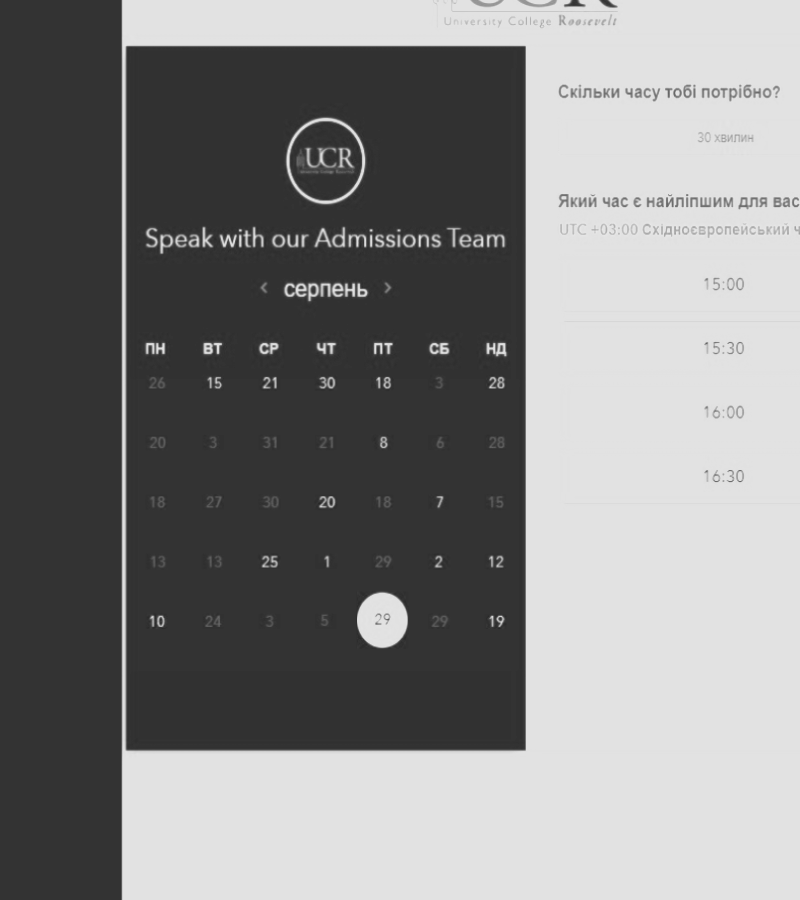 UCR
University College Roosevelt
UCR
Speak with our Admissions Team
‹ серпень ›
ПН ВТ СР ЧТ ПТ СБ НД
26 15 21 30 18 3 28
20 3 31 21 8 6 28
18 27 30 20 18 7 15
13 13 25 1 29 2 12
10 24 3 5 29 29 19
Скільки часу тобі потрібно?
30 хвилин
Який час є найліпшим для вас
UTC +03:00 Східноєвропейський ч
15:00
15:30
16:00
16:30